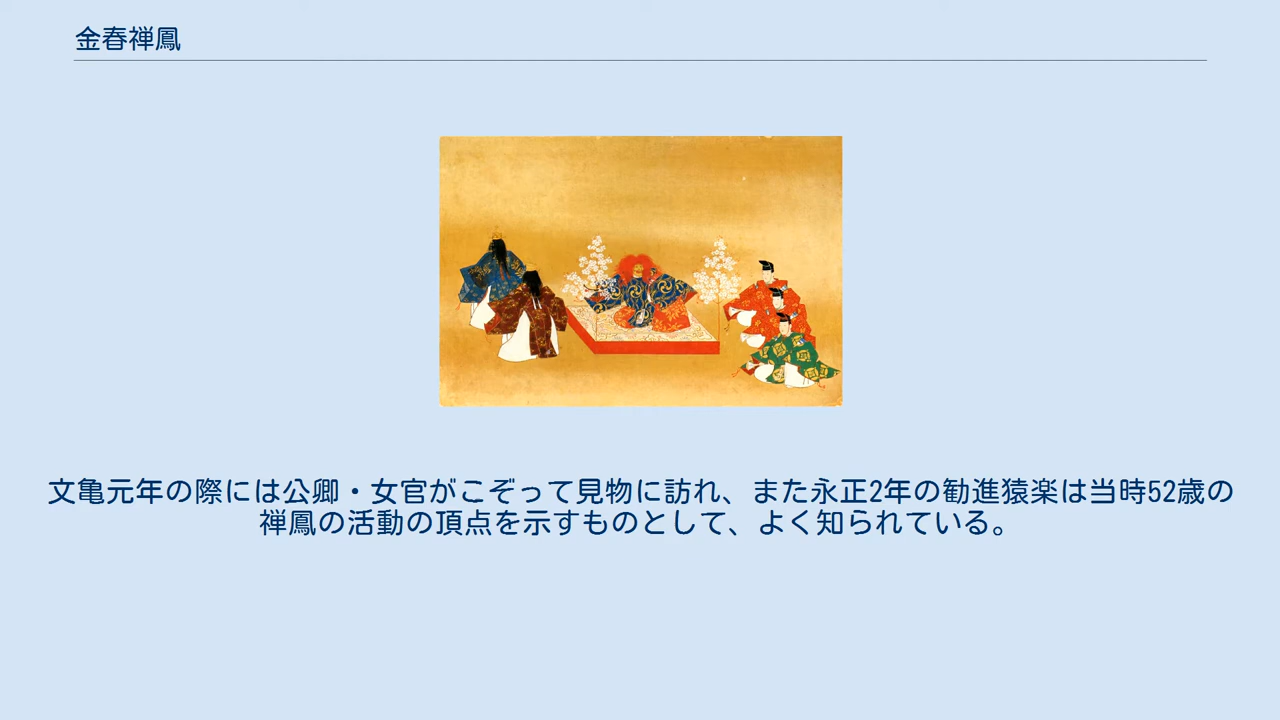 金春禅鳳
文亀元年の際には公卿・女官がこぞって見物に訪れ、また永正2年の勧進猿楽は当時52歳の
禅鳳の活動の頂点を示すものとして、よく知られている。